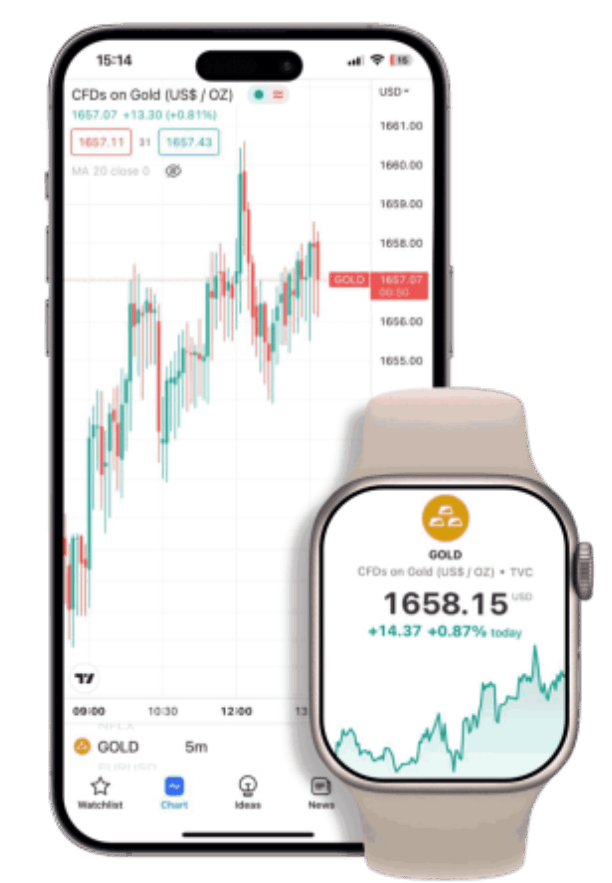 15:14
15
CFDs on Gold (US$ / OZ)
USD
1657.07 +13.30 (+0.81%)
1657.11 31 1657.43
MA 20 close 0
1661.00
1660.00
1659.00
1658.00
GOLD 1657.07
00:50
1656.00
1655.00
09:00 10:30 12:00 13
NFLX
GOLD 5m
EURUSD
Watchlist Chart Ideas News
GOLD
CFDs on Gold (US$ / OZ) • TVC
1658.15 USD
+14.37 +0.87% today